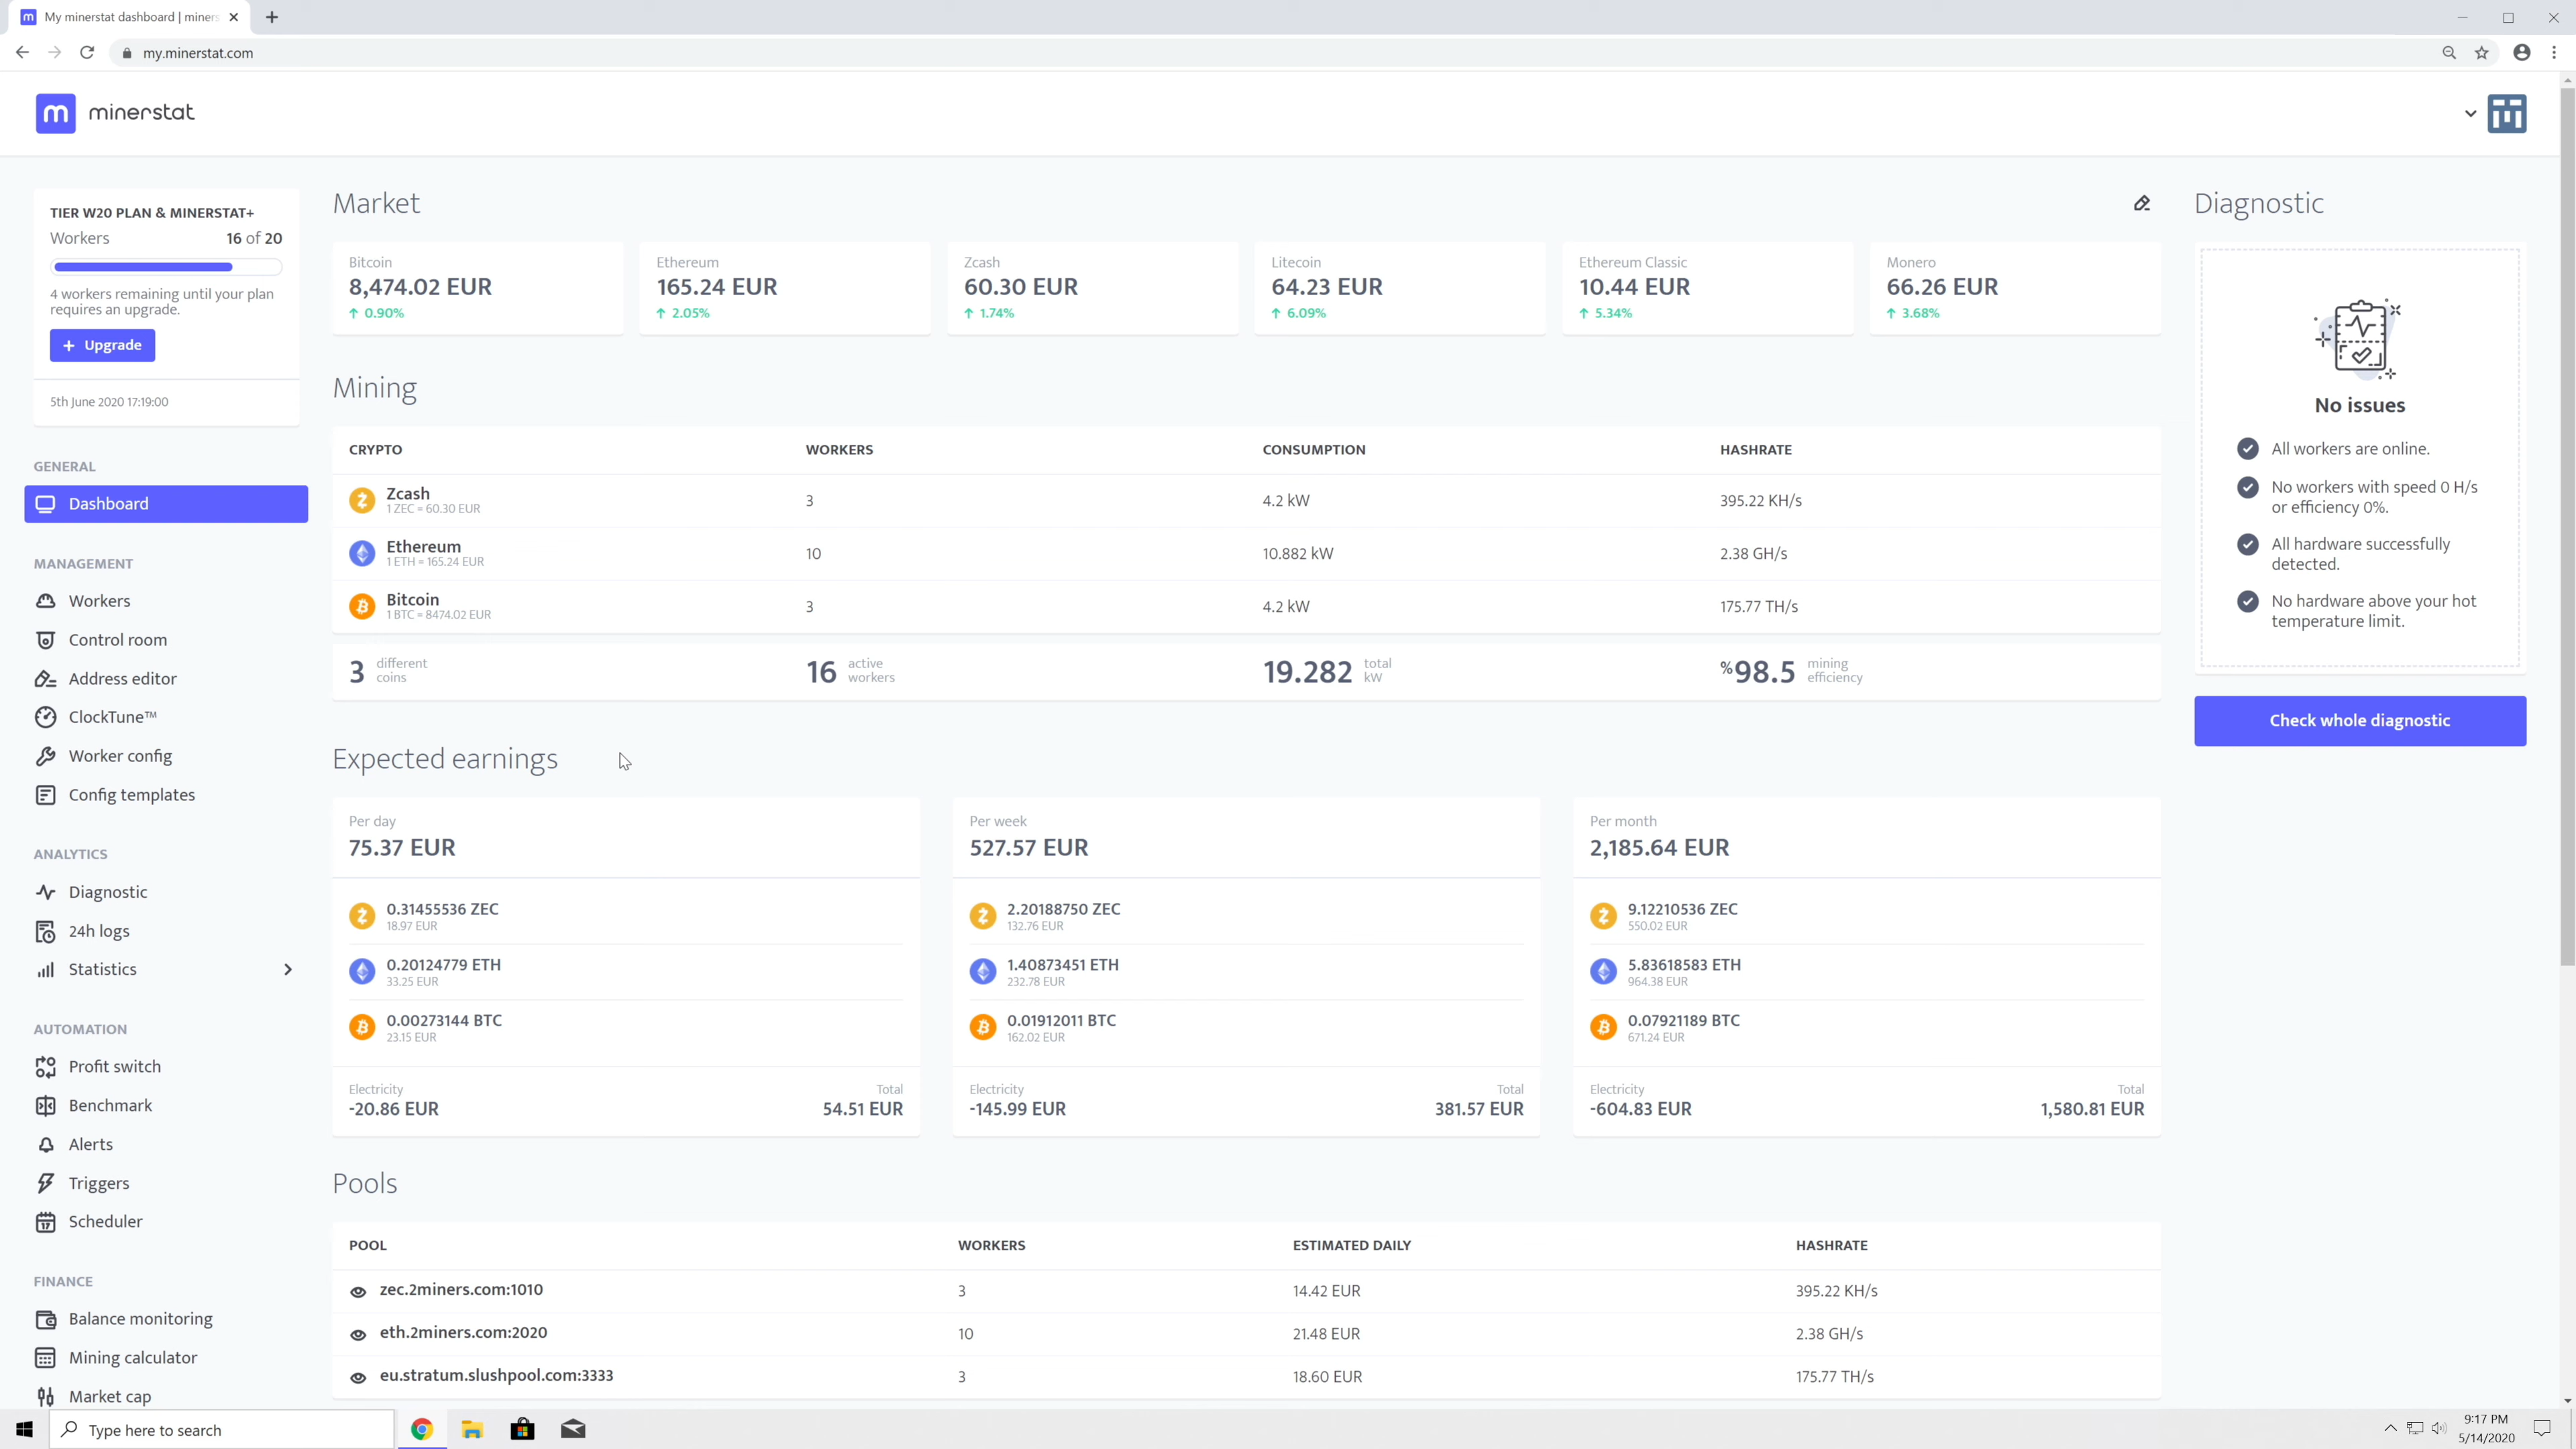 My minerstat dashboard | miners
my.minerstat.com
minerstat
TIER W20 PLAN & MINERSTAT+
Workers 16 of 20
4 workers remaining until your plan
requires an upgrade.
+ Upgrade
5th June 2020 17:19:00
GENERAL
Dashboard
MANAGEMENT
Workers
Control room
Address editor
ClockTune™
Worker config
Config templates
ANALYTICS
Diagnostic
24h logs
Statistics
AUTOMATION
Profit switch
Benchmark
Alerts
Triggers
Scheduler
FINANCE
Balance monitoring
Mining calculator
Market cap
Market
Bitcoin
8,474.02 EUR
↑ 0.90%
Ethereum
165.24 EUR
↑ 2.05%
Zcash
60.30 EUR
↑ 1.74%
Litecoin
64.23 EUR
↑ 6.09%
Ethereum Classic
10.44 EUR
↑ 5.34%
Monero
66.26 EUR
↑ 3.68%
Mining
CRYPTO WORKERS CONSUMPTION HASHRATE
Zcash 3 4.2 kW 395.22 KH/s
1 ZEC = 60.30 EUR
Ethereum 10 10.882 kW 2.38 GH/s
1 ETH = 165.24 EUR
Bitcoin 3 4.2 kW 175.77 TH/s
1 BTC = 8474.02 EUR
3 different coins
16 active workers
19.282 total kW
%98.5 mining efficiency
Expected earnings
Per day
75.37 EUR
0.31455536 ZEC
18.97 EUR
0.20124779 ETH
33.25 EUR
0.00273144 BTC
23.15 EUR
Electricity Total
-20.86 EUR 54.51 EUR
Per week
527.57 EUR
2.20188750 ZEC
132.76 EUR
1.40873451 ETH
232.78 EUR
0.01912011 BTC
162.02 EUR
Electricity Total
-145.99 EUR 381.57 EUR
Per month
2,185.64 EUR
9.12210536 ZEC
550.02 EUR
5.83618583 ETH
964.38 EUR
0.07921189 BTC
671.24 EUR
Electricity Total
-604.83 EUR 1,580.81 EUR
Pools
POOL WORKERS ESTIMATED DAILY HASHRATE
zec.2miners.com:1010 3 14.42 EUR 395.22 KH/s
eth.2miners.com:2020 10 21.48 EUR 2.38 GH/s
eu.stratum.slushpool.com:3333 3 18.60 EUR 175.77 TH/s
Diagnostic
No issues
All workers are online.
No workers with speed 0 H/s
or efficiency 0%.
All hardware successfully
detected.
No hardware above your hot
temperature limit.
Check whole diagnostic
Type here to search
9:17 PM
5/14/2020